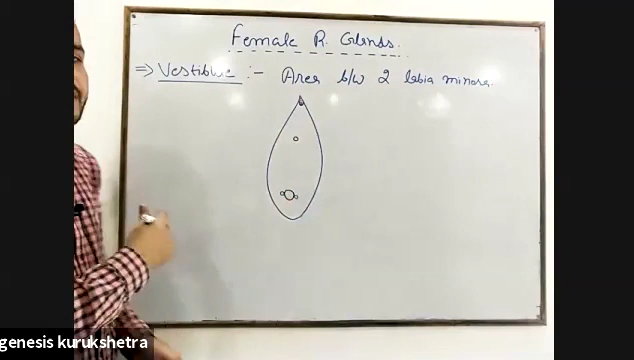 Female R. Glands.
⇒ Vestibule :- Area b/w 2 labia minora.
genesis kurukshetra